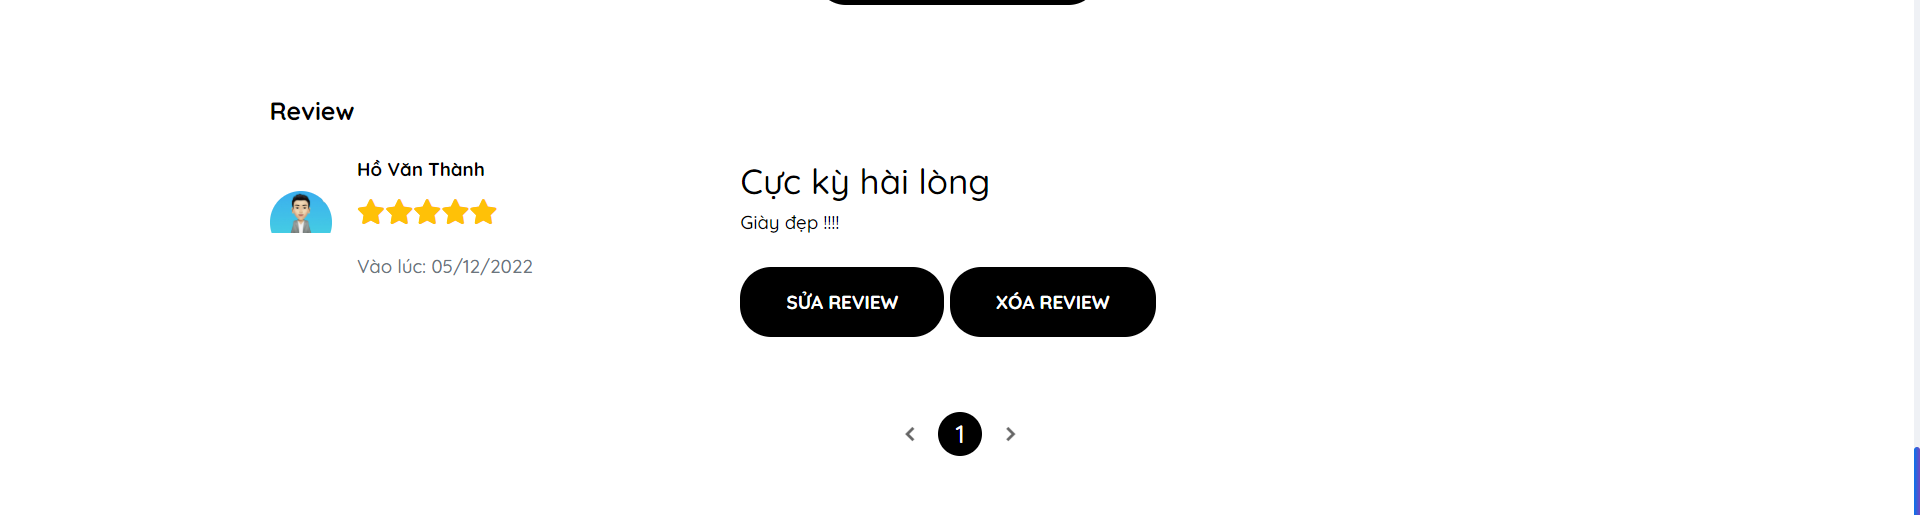 Review
Hồ Văn Thành
Vào lúc: 05/12/2022
Cực kỳ hài lòng
Giày đẹp !!!!
SỬA REVIEW XÓA REVIEW
1